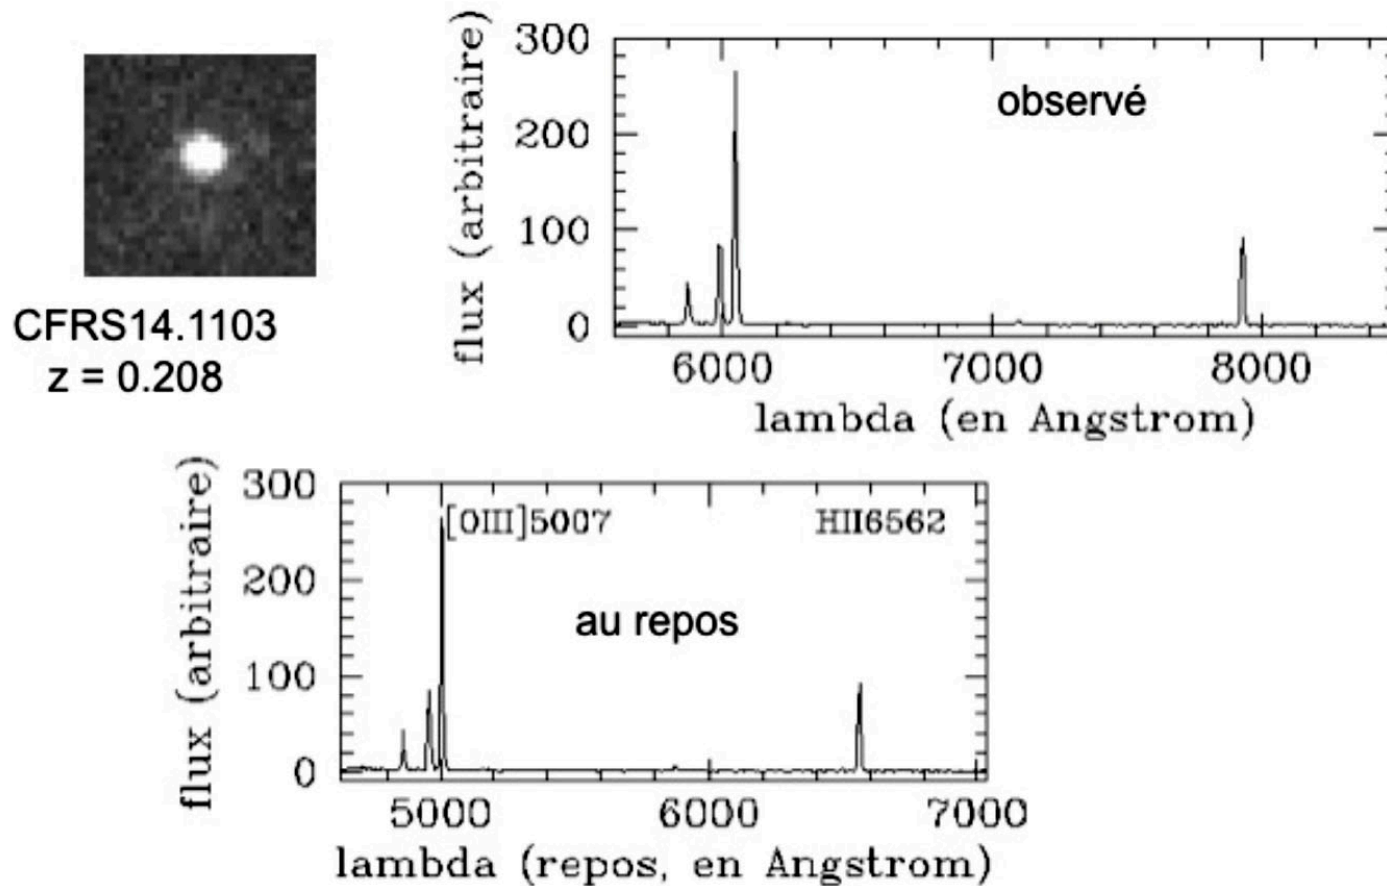 CFRS14.1103
z = 0.208
300
200
100
0
flux (arbitraire)
observé
6000 7000 8000
lambda (en Angstrom)
300
200
100
0
flux (arbitraire)
[OIII]5007 HII6562
au repos
5000 6000 7000
lambda (repos, en Angstrom)